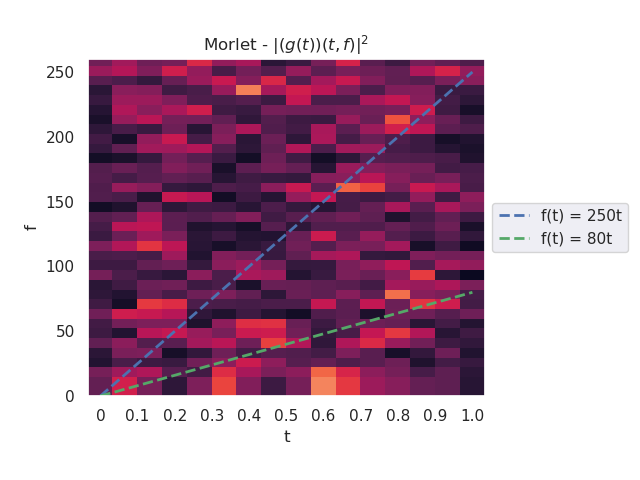 Morlet - |(g(t))(t, f)|²
250
200
150
100
50
0
f
0 0.1 0.2 0.3 0.4 0.5 0.6 0.7 0.8 0.9 1.0
t
f(t) = 250t
f(t) = 80t